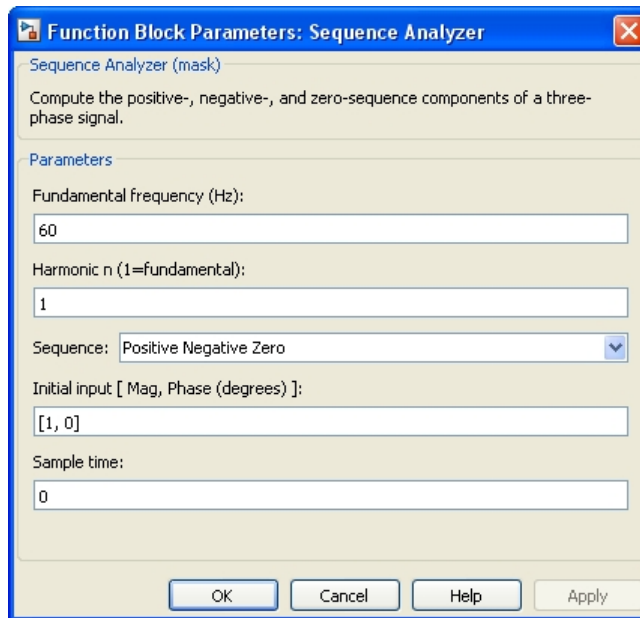 Function Block Parameters: Sequence Analyzer
Sequence Analyzer (mask)
Compute the positive-, negative-, and zero-sequence components of a three-
phase signal.
Parameters
Fundamental frequency (Hz):
60
Harmonic n (1=fundamental):
1
Sequence: Positive Negative Zero
Initial input [ Mag, Phase (degrees) ]:
[1, 0]
Sample time:
0
OK Cancel Help Apply